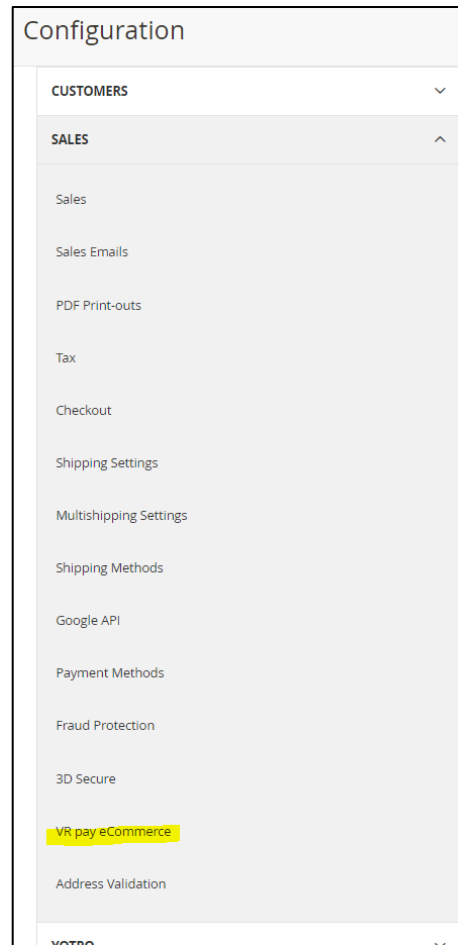 Configuration
CUSTOMERS
SALES
Sales
Sales Emails
PDF Print-outs
Tax
Checkout
Shipping Settings
Multishipping Settings
Shipping Methods
Google API
Payment Methods
Fraud Protection
3D Secure
VR pay eCommerce
Address Validation